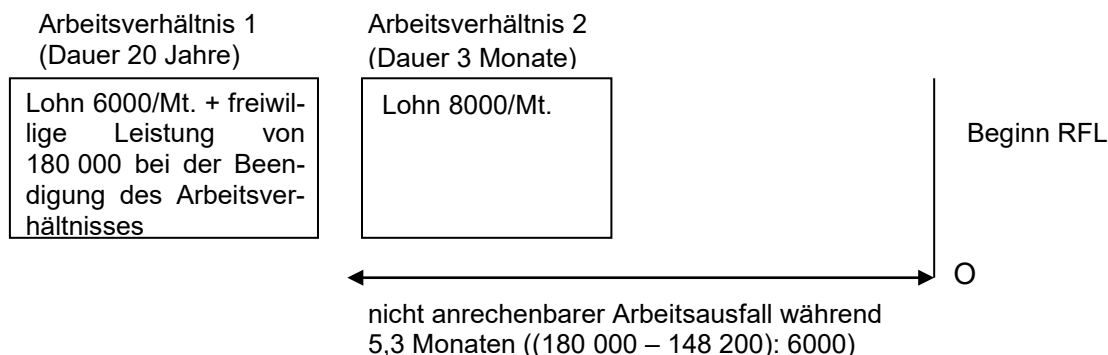 Arbeitsverhältnis 1
(Dauer 20 Jahre)
Arbeitsverhältnis 2
(Dauer 3 Monate)
Lohn 6000/Mt. + freiwil-
lige Leistung von
180 000 bei der Been-
digung des Arbeitsver-
hältnisses
Lohn 8000/Mt.
Beginn RFL
O
nicht anrechenbarer Arbeitsausfall während
5,3 Monaten ((180 000 – 148 200): 6000)